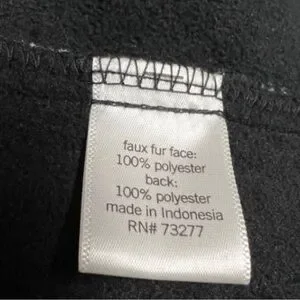 faux fur face:
100% polyester
back:
100% polyester
made in Indonesia
RN# 73277